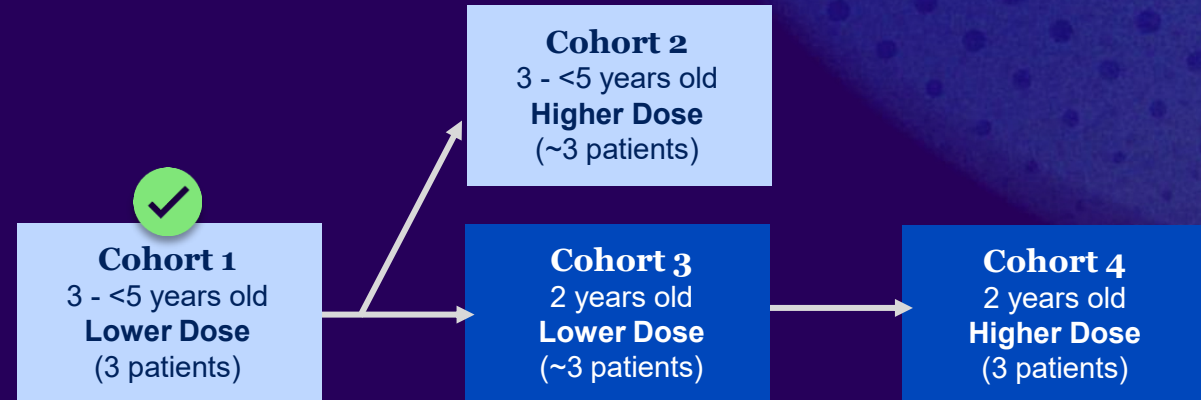 Cohort 2
3 - <5 years old
Higher Dose
(~3 patients)
Cohort 1
3 - <5 years old
Lower Dose
(3 patients)
Cohort 3
2 years old
Lower Dose
(~3 patients)
Cohort 4
2 years old
Higher Dose
(3 patients)